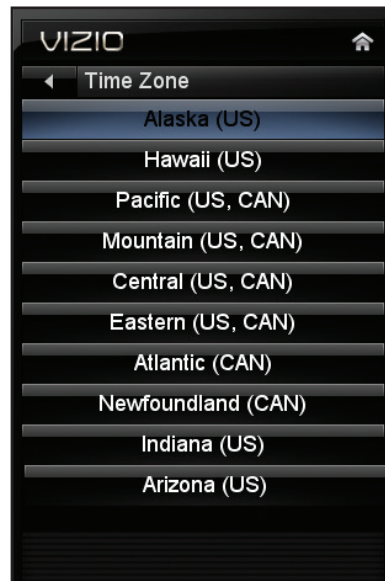 VIZIO
Time Zone
Alaska (US)
Hawaii (US)
Pacific (US, CAN)
Mountain (US, CAN)
Central (US, CAN)
Eastern (US, CAN)
Atlantic (CAN)
Newfoundland (CAN)
Indiana (US)
Arizona (US)